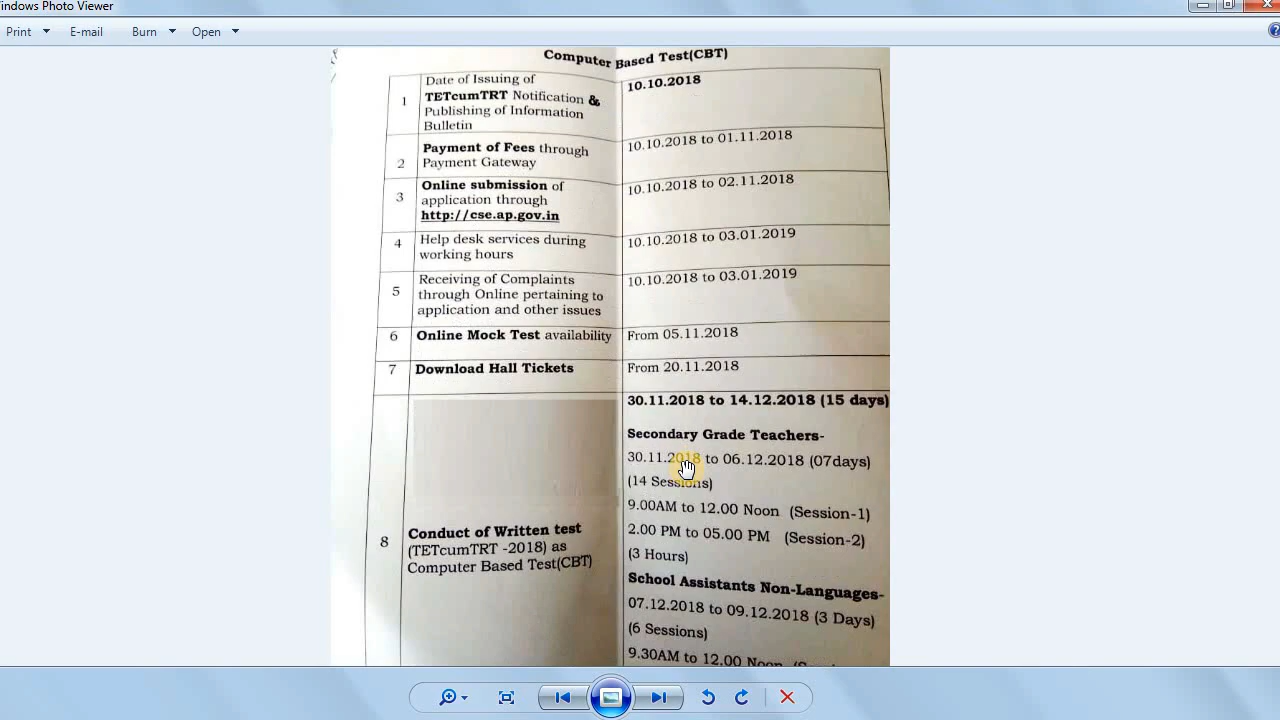 indows Photo Viewer
Print
E-mail
Burn
Open
Computer Based Test(CBT)
1
Date of Issuing of
TETcumTRT Notification &
Publishing of Information
Bulletin
10.10.2018
2
Payment of Fees through
Payment Gateway
10.10.2018 to 01.11.2018
3
Online submission of
application through
http://cse.ap.gov.in
10.10.2018 to 02.11.2018
4
Help desk services during
working hours
10.10.2018 to 03.01.2019
5
Receiving of Complaints
through Online pertaining to
application and other issues
10.10.2018 to 03.01.2019
6
Online Mock Test availability
From 05.11.2018
7
Download Hall Tickets
From 20.11.2018
8
Conduct of Written test
(TETcumTRT -2018) as
Computer Based Test(CBT)
30.11.2018 to 14.12.2018 (15 days)
Secondary Grade Teachers-
30.11.2018 to 06.12.2018 (07days)
(14 Sessions)
9.00AM to 12.00 Noon (Session-1)
2.00 PM to 05.00 PM (Session-2)
(3 Hours)
School Assistants Non-Languages-
07.12.2018 to 09.12.2018 (3 Days)
(6 Sessions)
9.30AM to 12.00 Noon